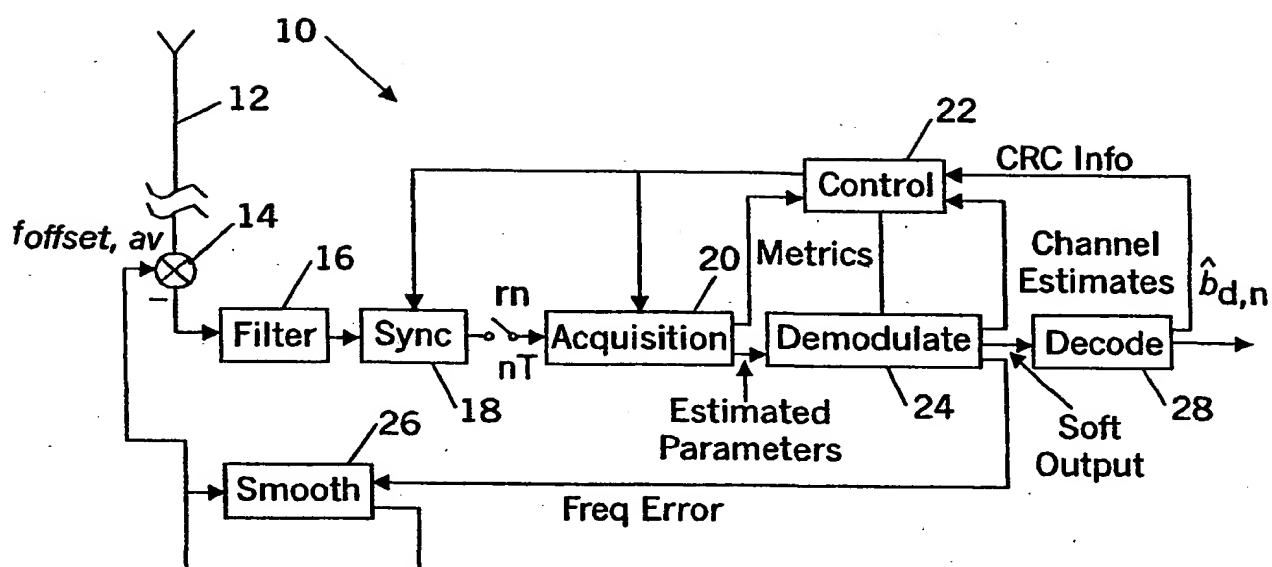 10
12
22
CRC Info
Control
foffset, av
14
16
20
Metrics
Channel
Estimates
b̂d,n
rn
Filter
Sync
Acquisition
Demodulate
Decode
nT
18
Estimated
Parameters
24
28
26
Soft
Output
Smooth
Freq Error